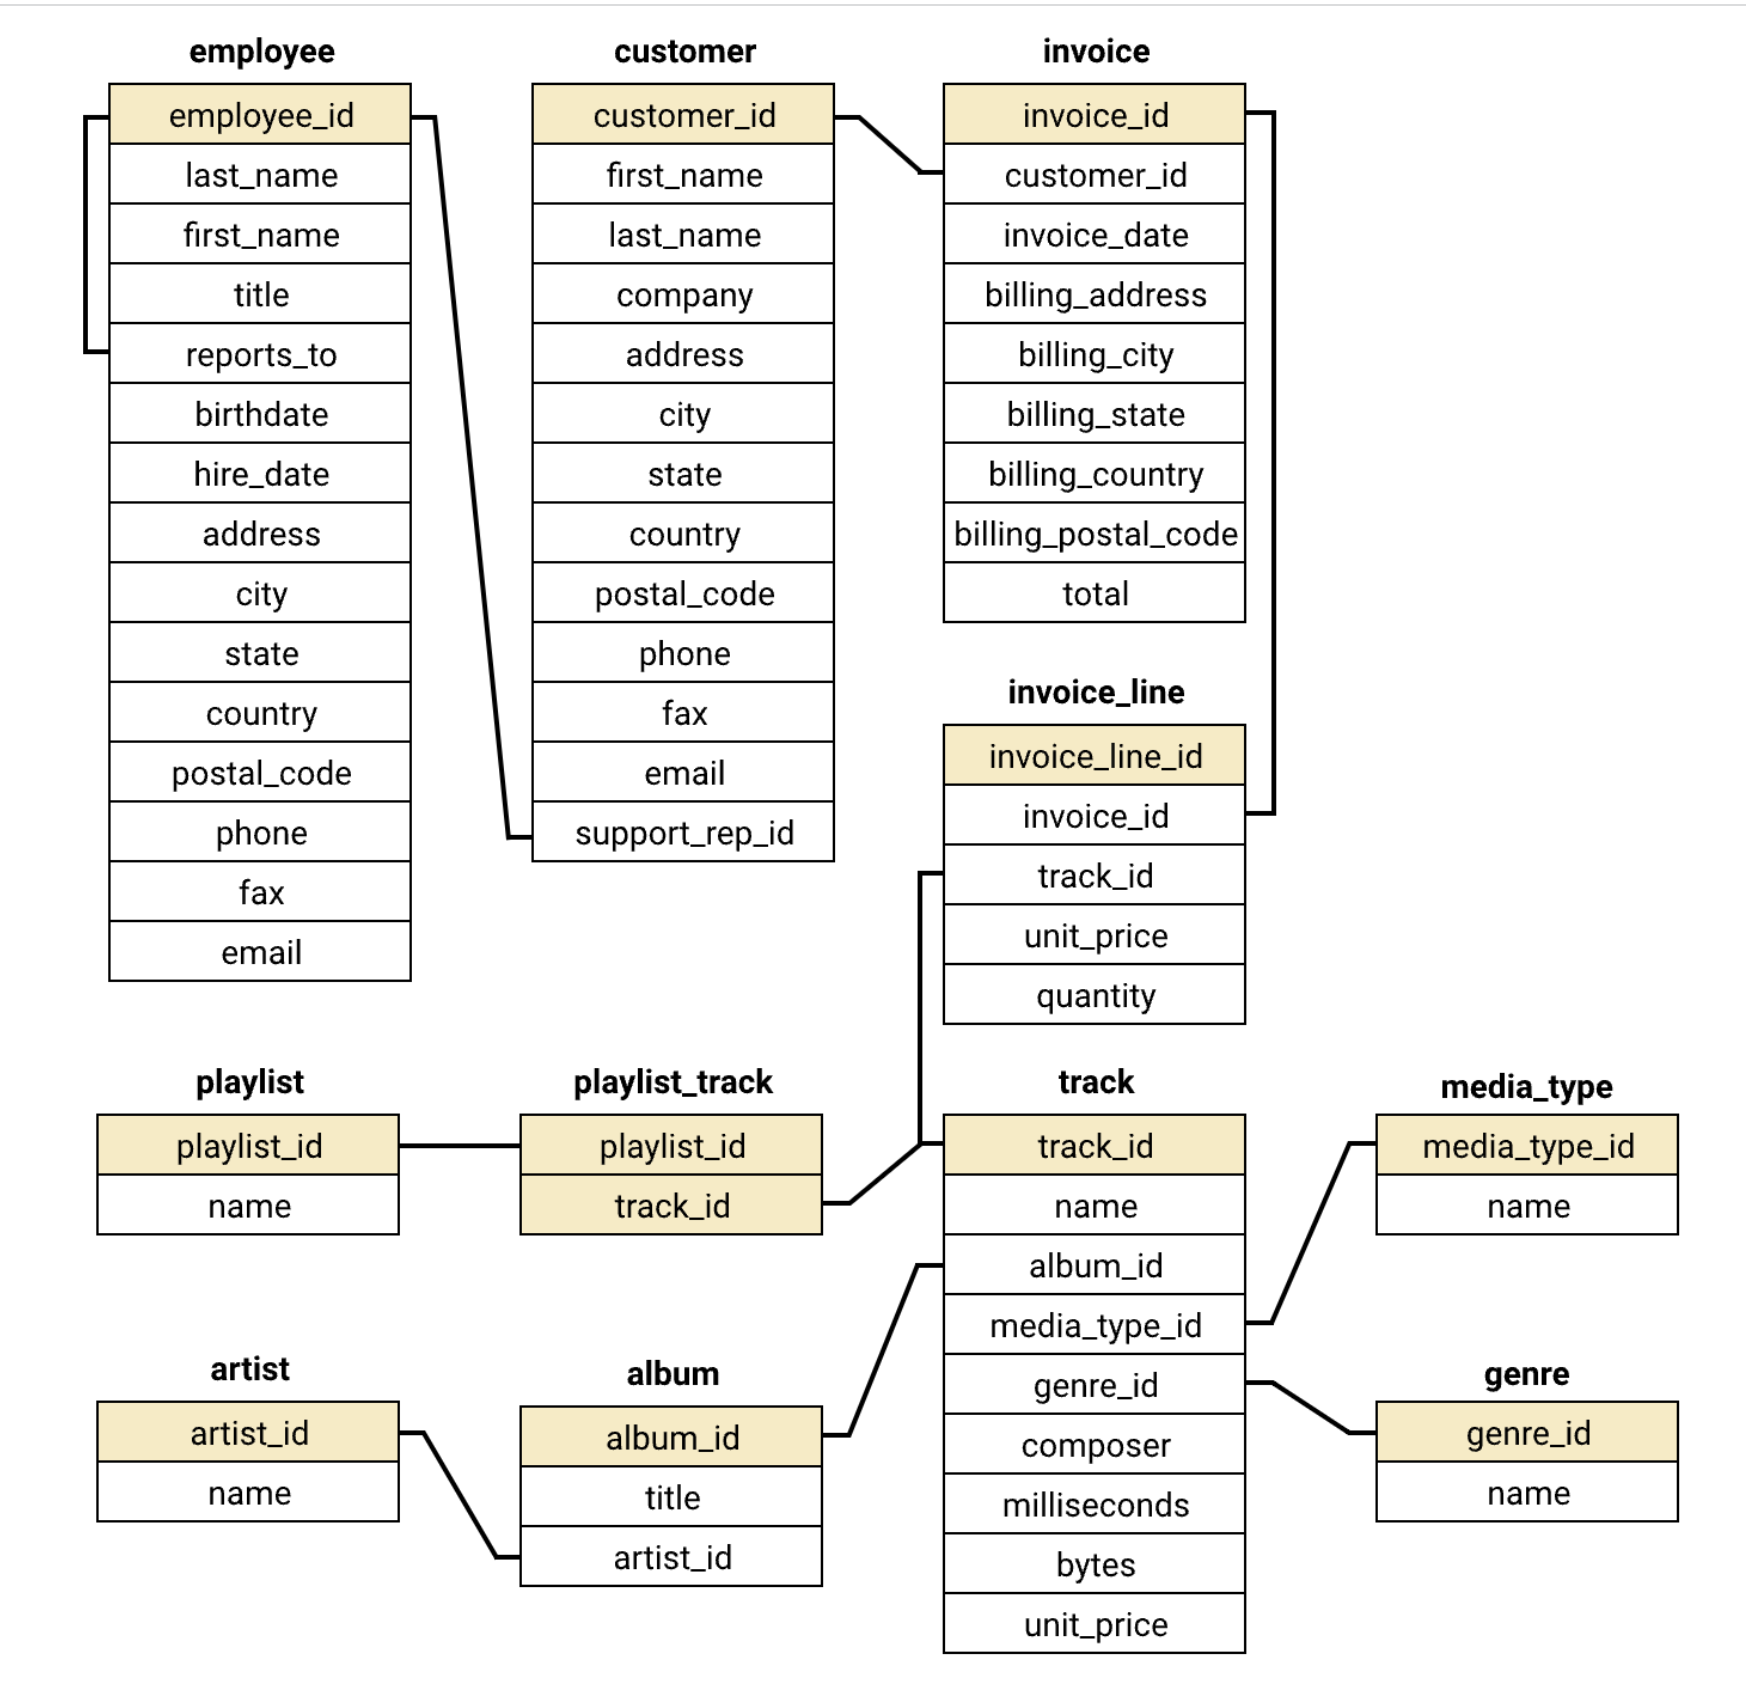 employee
employee_id
last_name
first_name
title
reports_to
birthdate
hire_date
address
city
state
country
postal_code
phone
fax
email
customer
customer_id
first_name
last_name
company
address
city
state
country
postal_code
phone
fax
email
support_rep_id
invoice
invoice_id
customer_id
invoice_date
billing_address
billing_city
billing_state
billing_country
billing_postal_code
total
invoice_line
invoice_line_id
invoice_id
track_id
unit_price
quantity
playlist
playlist_id
name
playlist_track
playlist_id
track_id
track
track_id
name
album_id
media_type_id
genre_id
composer
milliseconds
bytes
unit_price
media_type
media_type_id
name
artist
artist_id
name
album
album_id
title
artist_id
genre
genre_id
name